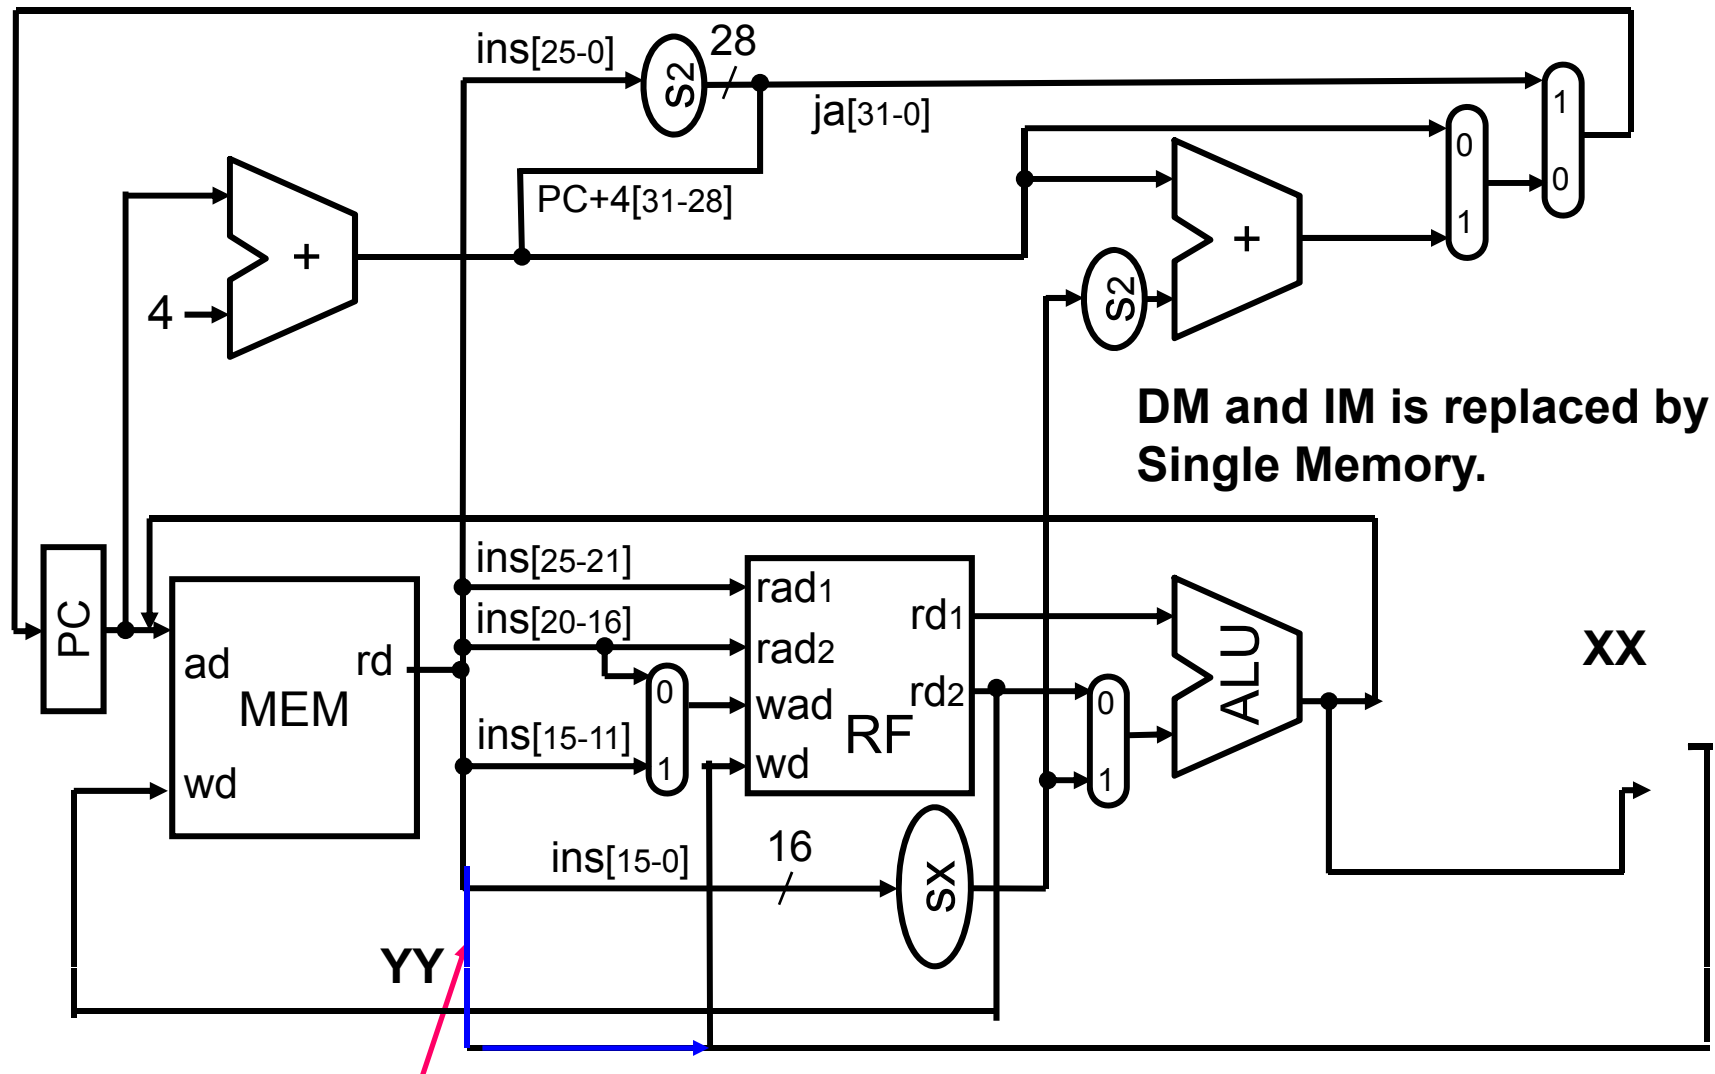 ins[25-0]
S2
28
ja[31-0]
1
0
0
1
PC+4[31-28]
+
4
+
S2
DM and IM is replaced by
Single Memory.
PC
ad
rd
MEM
wd
ins[25-21]
ins[20-16]
ins[15-11]
0
1
rad1
rad2
wad
wd
rd1
rd2
RF
0
1
ALU
XX
ins[15-0]
16
sx
YY